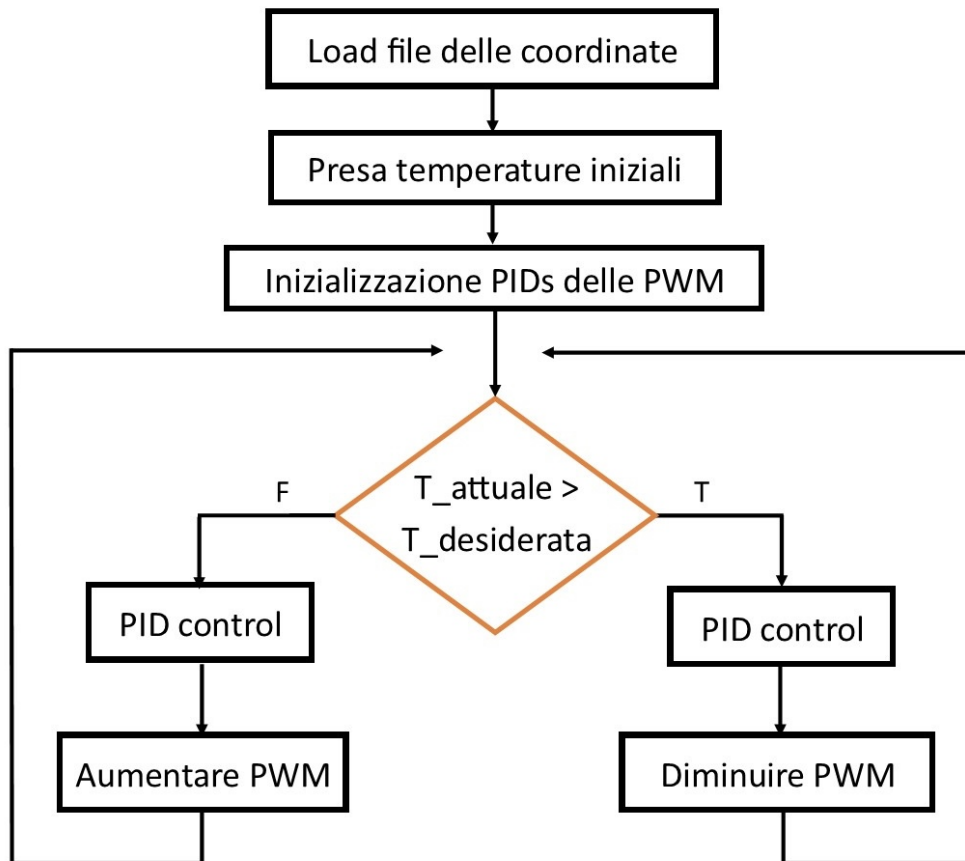 Load file delle coordinate
Presa temperature iniziali
Inizializzazione PIDs delle PWM
T_attuale >
T_desiderata
F
T
PID control
PID control
Aumentare PWM
Diminuire PWM